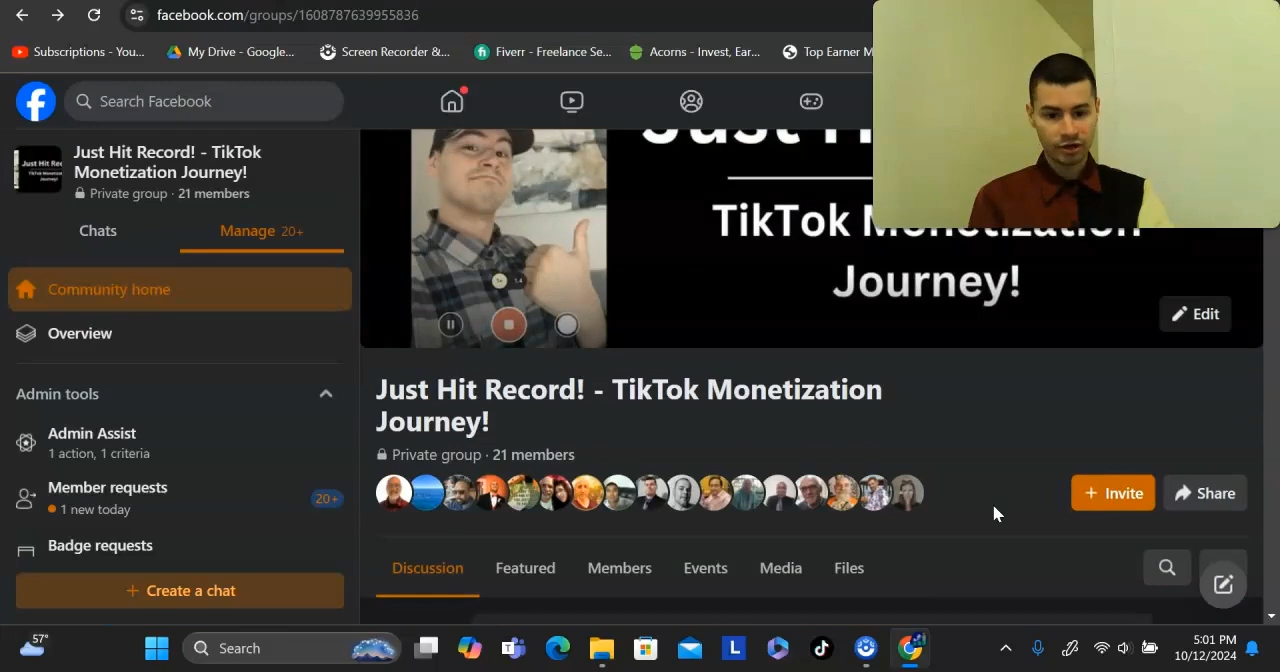 facebook.com/groups/1608787639955836
Subscriptions - You... My Drive - Google... Screen Recorder &... Fiverr - Freelance Se... Acorns - Invest, Ear... Top Earner M
Search Facebook
Just Hit Record! - TikTok
Monetization Journey!
Private group · 21 members
Chats
Manage 20+
Community home
Overview
Admin tools
Admin Assist
1 action, 1 criteria
Member requests
1 new today
20+
Badge requests
+ Create a chat
TikTok Monetization
Journey!
Edit
Just Hit Record! - TikTok Monetization
Journey!
Private group · 21 members
+ Invite
Share
Discussion Featured Members Events Media Files
57°
Search
5:01 PM
10/12/2024